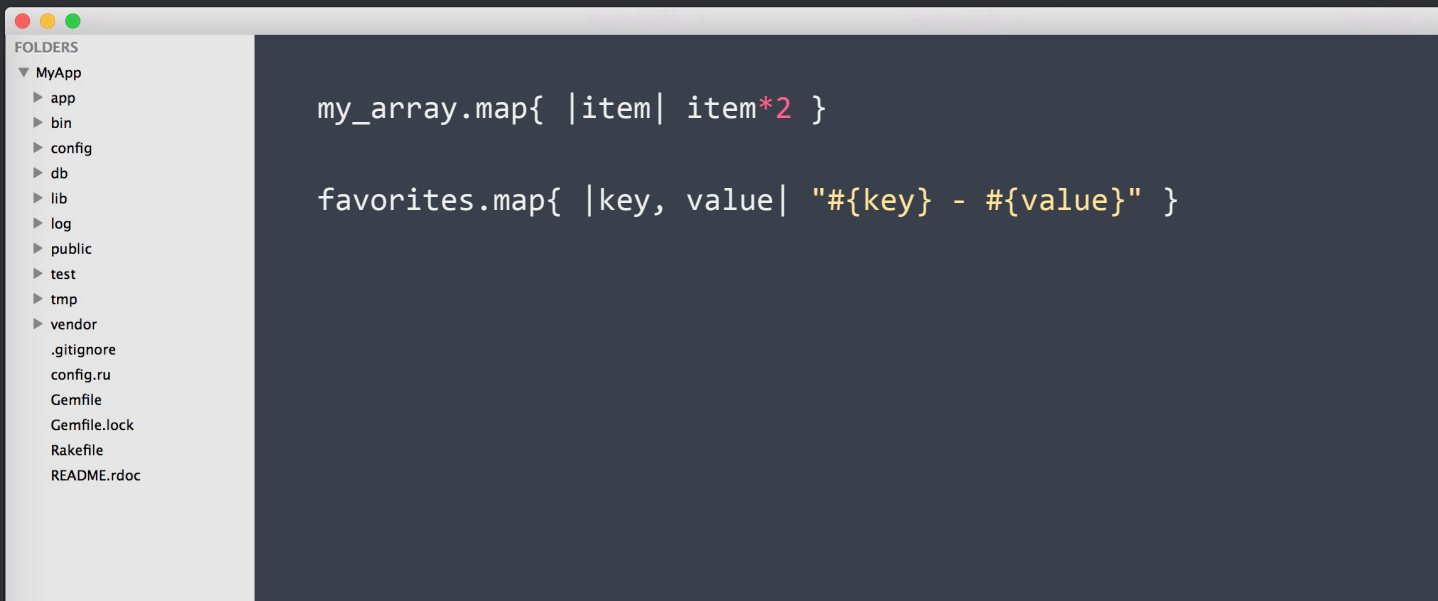 FOLDERS
MyApp
app
bin
config
db
lib
log
public
test
tmp
vendor
.gitignore
config.ru
Gemfile
Gemfile.lock
Rakefile
README.rdoc
my_array.map{ |item| item*2 }
favorites.map{ |key, value| "#{key} - #{value}" }